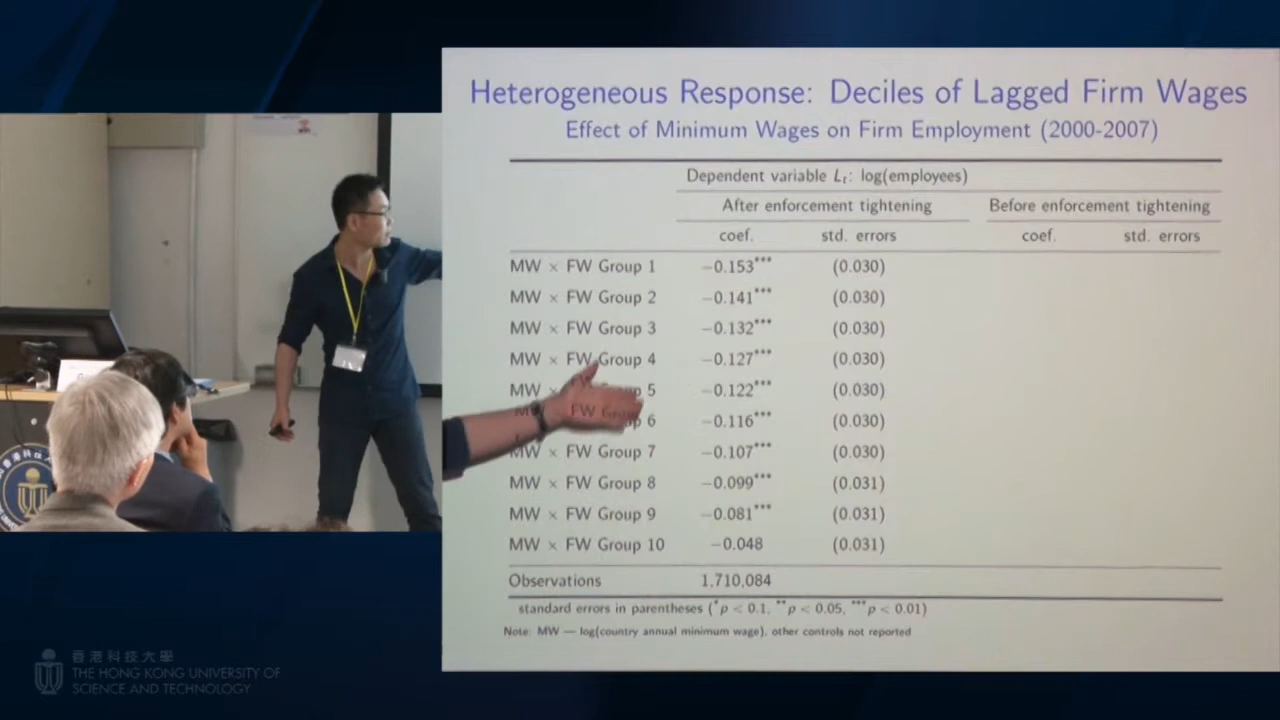 Heterogeneous Response: Deciles of Lagged Firm Wages
Effect of Minimum Wages on Firm Employment (2000-2007)
Dependent variable Lt: log(employees)
After enforcement tightening Before enforcement tightening
coef. std. errors coef. std. errors
MW × FW Group 1 −0.153*** (0.030)
MW × FW Group 2 −0.141*** (0.030)
MW × FW Group 3 −0.132*** (0.030)
MW × FW Group 4 −0.127*** (0.030)
MW × 5 −0.122*** (0.030)
MW FW Group 6 −0.116*** (0.030)
MW × FW Group 7 −0.107*** (0.030)
MW × FW Group 8 −0.099*** (0.031)
MW × FW Group 9 −0.081*** (0.031)
MW × FW Group 10 −0.048 (0.031)
Observations 1,710,084
standard errors in parentheses (*p < 0.1, **p < 0.05, ***p < 0.01)
Note: MW — log(country annual minimum wage), other controls not reported
香港科技大學
THE HONG KONG UNIVERSITY OF
SCIENCE AND TECHNOLOGY